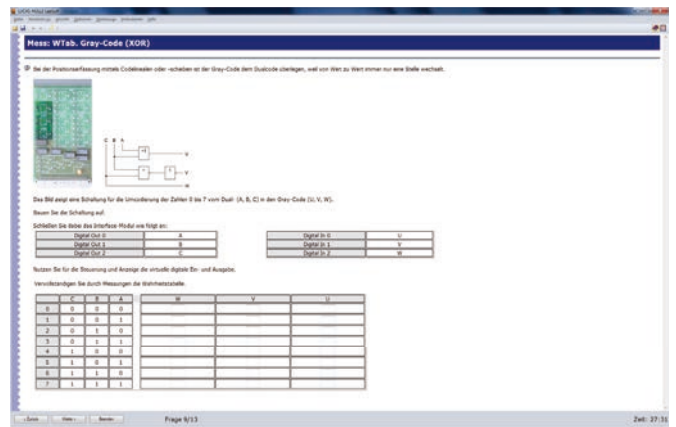 Mess: WTab. Gray-Code (XOR)
Bei der Positionserfassung mittels Codelinealen oder -scheiben ist der Gray-Code dem Dualcode überlegen, weil von Wert zu Wert immer nur eine Stelle wechselt.
C B A
V
W
Das Bild zeigt eine Schaltung für die Umcodierung der Zahlen 0 bis 7 vom Dual- (A, B, C) in den Gray-Code (U, V, W).
Bauen Sie die Schaltung auf.
Schließen Sie dabei das Interface-Modul wie folgt an:
Digital Out 0 A Digital In 0 U
Digital Out 1 B Digital In 1 V
Digital Out 2 C Digital In 2 W
Nutzen Sie für die Steuerung und Anzeige die virtuelle digitale Ein- und Ausgabe.
Vervollständigen Sie durch Messungen die Wahrheitstabelle.
C B A W V U
0 0 0 0
1 0 0 1
2 0 1 0
3 0 1 1
4 1 0 0
5 1 0 1
6 1 1 0
7 1 1 1
Zurück Weiter Beenden Frage 9/13 Zeit: 27:31